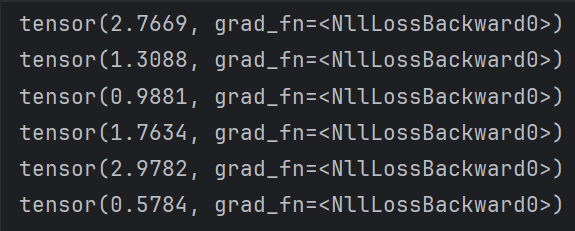 tensor(2.7669, grad_fn=<NllLossBackward0>)
tensor(1.3088, grad_fn=<NllLossBackward0>)
tensor(0.9881, grad_fn=<NllLossBackward0>)
tensor(1.7634, grad_fn=<NllLossBackward0>)
tensor(2.9782, grad_fn=<NllLossBackward0>)
tensor(0.5784, grad_fn=<NllLossBackward0>)